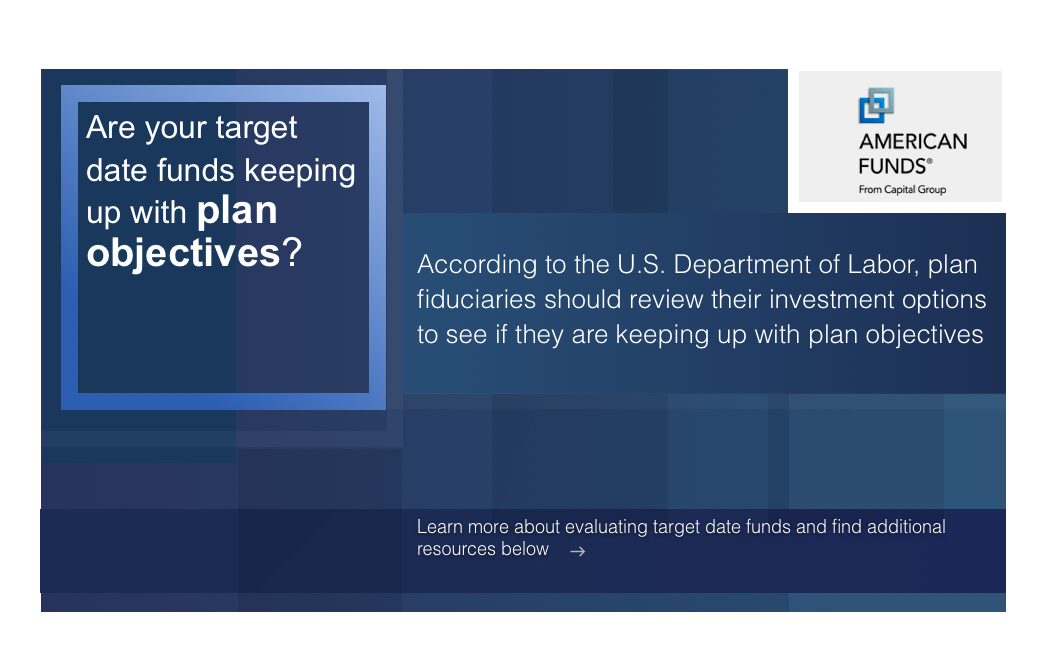 Are your target
date funds keeping
up with plan
objectives?
AMERICAN
FUNDS®
From Capital Group
According to the U.S. Department of Labor, plan
fiduciaries should review their investment options
to see if they are keeping up with plan objectives
Learn more about evaluating target date funds and find additional
resources below →